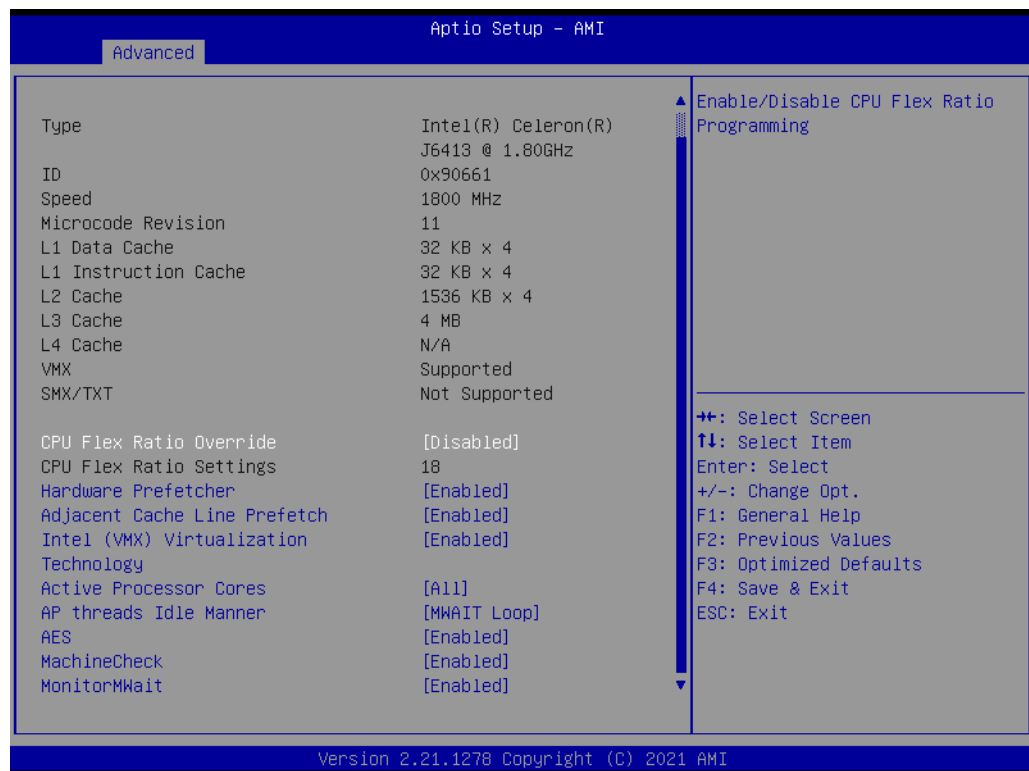 Aptio Setup – AMI
Advanced
Type Intel(R) Celeron(R)
J6413 @ 1.80GHz
ID 0x90661
Speed 1800 MHz
Microcode Revision 11
L1 Data Cache 32 KB x 4
L1 Instruction Cache 32 KB x 4
L2 Cache 1536 KB x 4
L3 Cache 4 MB
L4 Cache N/A
VMX Supported
SMX/TXT Not Supported
CPU Flex Ratio Override [Disabled]
CPU Flex Ratio Settings 18
Hardware Prefetcher [Enabled]
Adjacent Cache Line Prefetch [Enabled]
Intel (VMX) Virtualization [Enabled]
Technology
Active Processor Cores [All]
AP threads Idle Manner [MWAIT Loop]
AES [Enabled]
MachineCheck [Enabled]
MonitorMWait [Enabled]
Enable/Disable CPU Flex Ratio
Programming
→←: Select Screen
↑↓: Select Item
Enter: Select
+/-: Change Opt.
F1: General Help
F2: Previous Values
F3: Optimized Defaults
F4: Save & Exit
ESC: Exit
Version 2.21.1278 Copyright (C) 2021 AMI